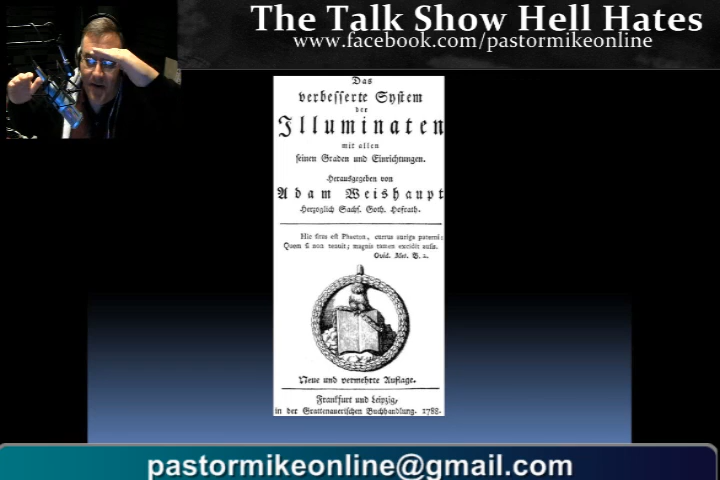 The Talk Show Hell Hates
www.facebook.com/pastormikeonline
Das
verbesserte System
der
Illuminaten
mit allen
seinen Graden und Einrichtungen.
Herausgegeben von
Adam Weishaupt
Herzoglich Sachs. Goth. Hofrath.
Hic situs est Phaeton, currus auriga paterni:
Quem si non tenuit; magnis tamen excidit ausis.
Ovid. Met. B. 2.
Neue und vermehrte Auflage.
Frankfurt und Leipzig,
in der Grattenauerischen Buchhandlung. 1788.
pastormikeonline@gmail.com